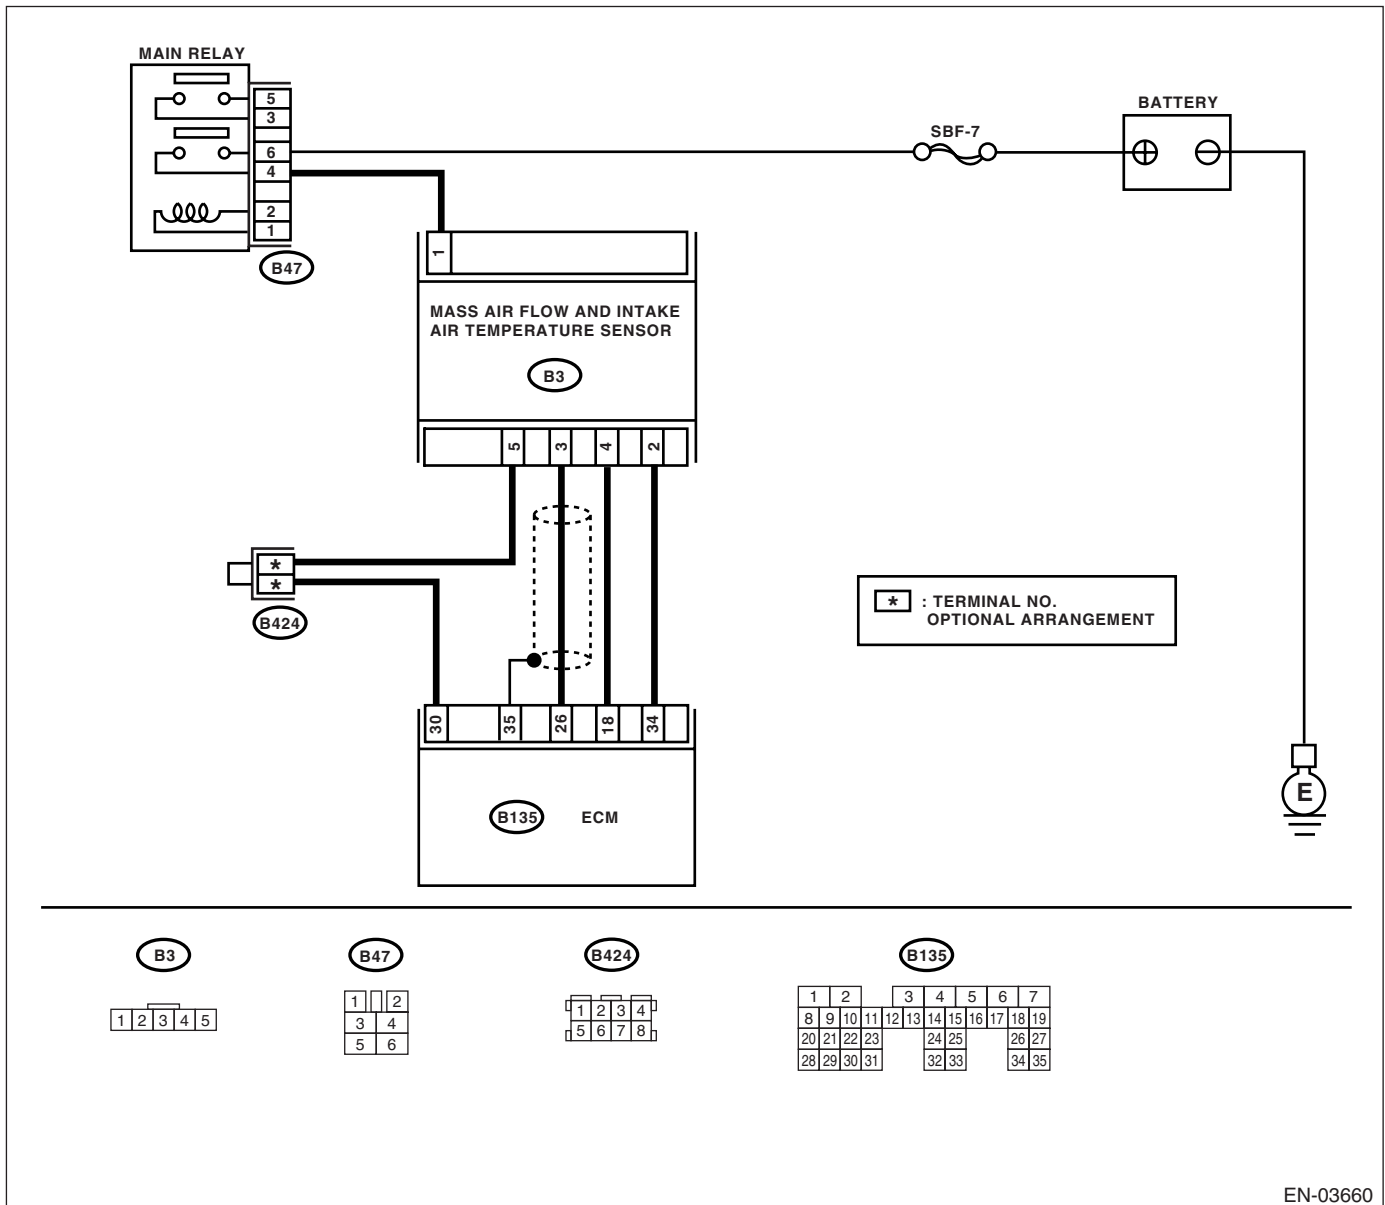 MAIN RELAY
5
3
6
4
2
1
B47
SBF-7
BATTERY
1
MASS AIR FLOW AND INTAKE
AIR TEMPERATURE SENSOR
B3
5 3 4 2
*
*
B424
* : TERMINAL NO.
OPTIONAL ARRANGEMENT
30 35 26 18 34
B135 ECM
E
B3 B47 B424 B135
1 2 3 4 5
1 2
3 4
5 6
1 2 3 4
5 6 7 8
1 2 3 4 5 6 7
8 9 10 11 12 13 14 15 16 17 18 19
20 21 22 23 24 25 26 27
28 29 30 31 32 33 34 35
EN-03660